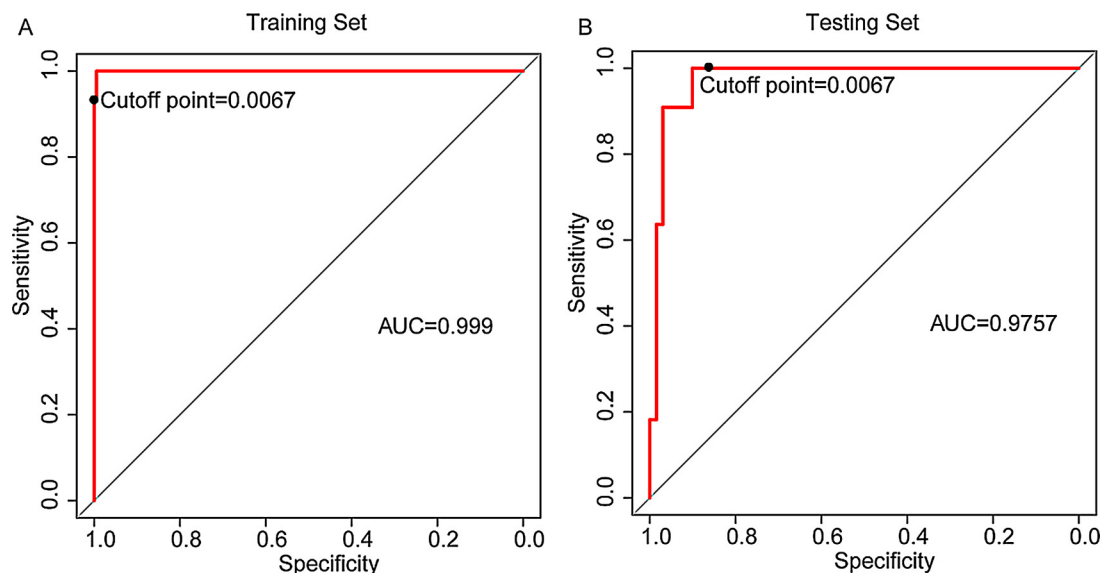 A
Training Set
Sensitivity
1.0
0.8
0.6
0.4
0.2
0.0
Cutoff point=0.0067
AUC=0.999
1.0 0.8 0.6 0.4 0.2 0.0
Specificity
B
Testing Set
Sensitivity
1.0
0.8
0.6
0.4
0.2
0.0
Cutoff point=0.0067
AUC=0.9757
1.0 0.8 0.6 0.4 0.2 0.0
Specificity